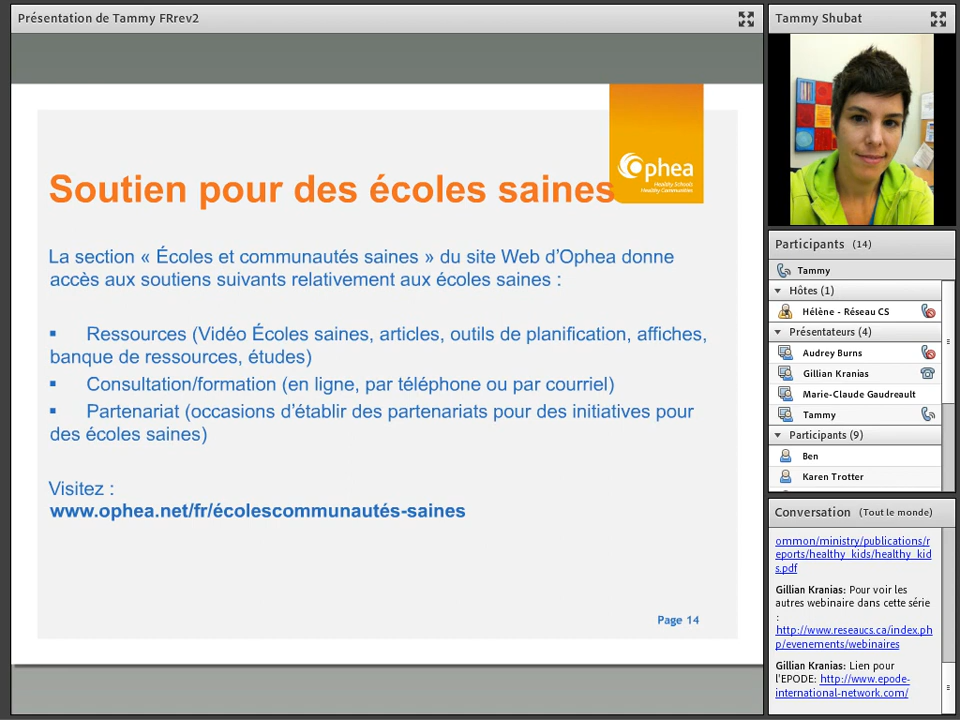 Présentation de Tammy FRrev2
Soutien pour des écoles saines
Ophea
Healthy Schools
Healthy Communities
La section « Écoles et communautés saines » du site Web d’Ophea donne
accès aux soutiens suivants relativement aux écoles saines :
▪ Ressources (Vidéo Écoles saines, articles, outils de planification, affiches,
banque de ressources, études)
▪ Consultation/formation (en ligne, par téléphone ou par courriel)
▪ Partenariat (occasions d’établir des partenariats pour des initiatives pour
des écoles saines)
Visitez :
www.ophea.net/fr/écolescommunautés-saines
Page 14
Tammy Shubat
Participants (14)
Tammy
Hôtes (1)
Hélène - Réseau CS
Présentateurs (4)
Audrey Burns
Gillian Kranias
Marie-Claude Gaudreault
Tammy
Participants (9)
Ben
Karen Trotter
Conversation (Tout le monde)
ommon/ministry/publications/r
eports/healthy_kids/healthy_kid
s.pdf
Gillian Kranias: Pour voir les
autres webinaire dans cette série
:
http://www.reseaucs.ca/index.ph
p/evenements/webinaires
Gillian Kranias: Lien pour
l'EPODE: http://www.epode-
international-network.com/